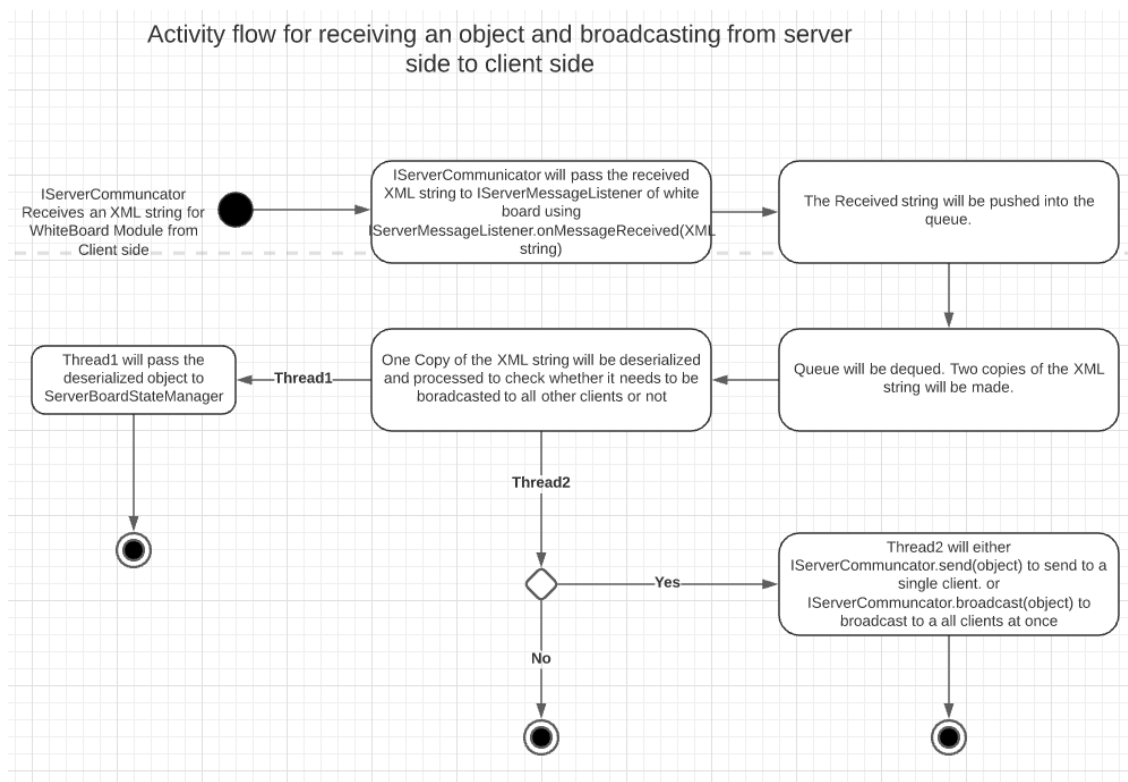 Activity flow for receiving an object and broadcasting from server
side to client side
IServerCommuncator
Receives an XML string for
WhiteBoard Module from
Client side
IServerCommunicator will pass the received
XML string to IServerMessageListener of white
board using
IServerMessageListener.onMessageReceived(XML
string)
The Received string will be pushed into the
queue.
Thread1 will pass the
deserialized object to
ServerBoardStateManager
Thread1
One Copy of the XML string will be deserialized
and processed to check whether it needs to be
boradcasted to all other clients or not
Queue will be dequed. Two copies of the XML
string will be made.
Thread2
Yes
Thread2 will either
IServerCommuncator.send(object) to send to a
single client. or
IServerCommuncator.broadcast(object) to
broadcast to a all clients at once
No